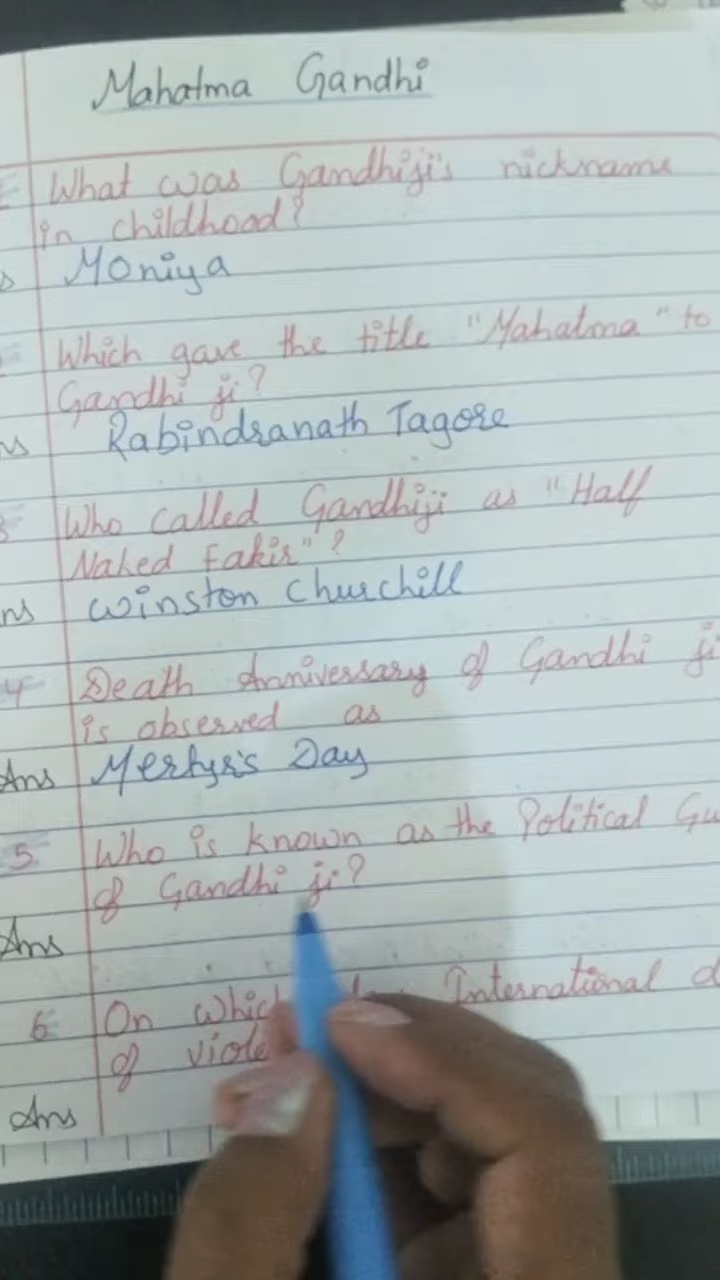 Mahatma Gandhi
What was Gandhiji's nickname
in childhood?
Moniya
Which gave the title "Mahatma" to
Gandhi ji?
Rabindranath Tagore
Who called Gandhiji as "Half
Naked Fakir"?
Winston Churchill
4 Death Anniversary of Gandhi ji
is observed as
Ans Mertyr's Day
5 Who is known as the Political
of Gandhi ji?
Ans
6 On which International
of
Ans